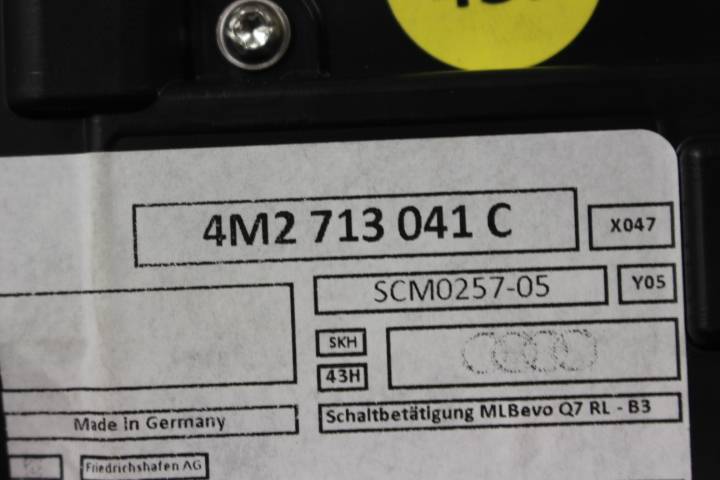 4M2 713 041 C
X047
SCM0257-05
Y05
SKH
43H
Made in Germany
Schaltbetätigung MLBevo Q7 RL - B3
Friedrichshafen AG